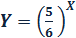 Y = (5/6)^X